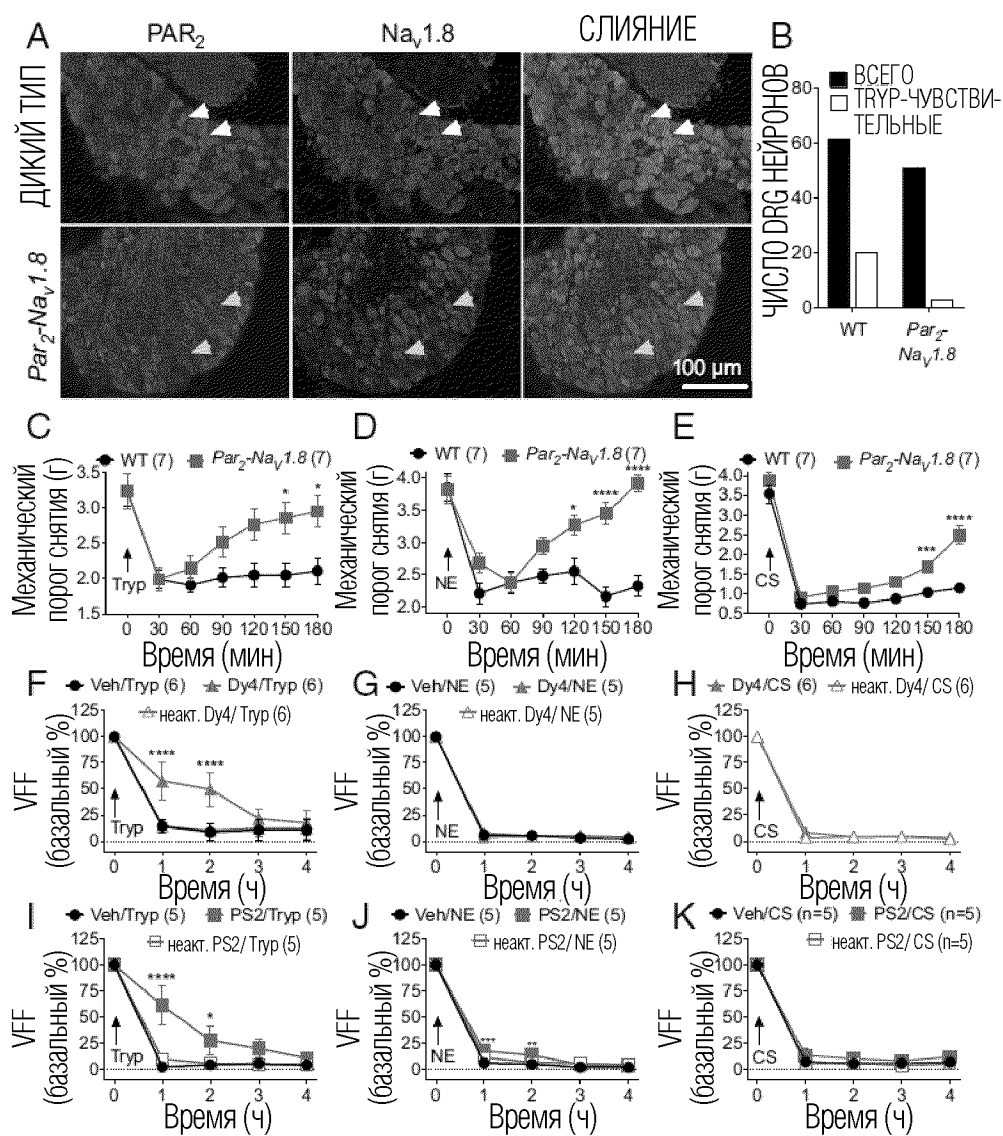 A
PAR₂
Naᵥ1.8
СЛИЯНИЕ
ДИКИЙ ТИП
Par₂-Naᵥ1.8
100 µm
B
ВСЕГО
TRYP-ЧУВСТВИ-
ТЕЛЬНЫЕ
ЧИСЛО DRG НЕЙРОНОВ
80
60
40
20
0
WT
Par₂-
Naᵥ1.8
C
WT (7)
Par₂-Naᵥ1.8 (7)
Механический
порог снятия (г)
3.5
3.0
2.5
2.0
1.5
*
*
Tryp
0 30 60 90 120 150 180
Время (мин)
D
WT (7)
Par₂-Naᵥ1.8 (7)
Механический
порог снятия (г)
4.0
3.5
3.0
2.5
2.0
*
****
****
NE
0 30 60 90 120 150 180
Время (мин)
E
WT (7)
Par₂-Naᵥ1.8 (7)
Механический
порог снятия (г)
4.0
3.5
3.0
2.5
2.0
1.5
1.0
0.5
***
****
CS
0 30 60 90 120 150 180
Время (мин)
F
Veh/Tryp (6)
Dy4/Tryp (6)
неакт. Dy4/ Tryp (6)
VFF
(базальный %)
125
100
75
50
25
0
****
****
Tryp
0 1 2 3 4
Время (ч)
G
Veh/NE (5)
Dy4/NE (5)
неакт. Dy4/ NE (5)
VFF
(базальный %)
125
100
75
50
25
0
NE
0 1 2 3 4
Время (ч)
H
Dy4/CS (6)
неакт. Dy4/ CS (6)
VFF
(базальный %)
125
100
75
50
25
0
CS
0 1 2 3 4
Время (ч)
I
Veh/Tryp (5)
PS2/Tryp (5)
неакт. PS2/ Tryp (5)
VFF
(базальный %)
125
100
75
50
25
0
****
*
Tryp
0 1 2 3 4
Время (ч)
J
Veh/NE (5)
PS2/NE (5)
неакт. PS2/ NE (5)
VFF
(базальный %)
125
100
75
50
25
0
***
**
NE
0 1 2 3 4
Время (ч)
K
Veh/CS (n=5)
PS2/CS (n=5)
неакт. PS2/ CS (n=5)
VFF
(базальный %)
125
100
75
50
25
0
CS
0 1 2 3 4
Время (ч)